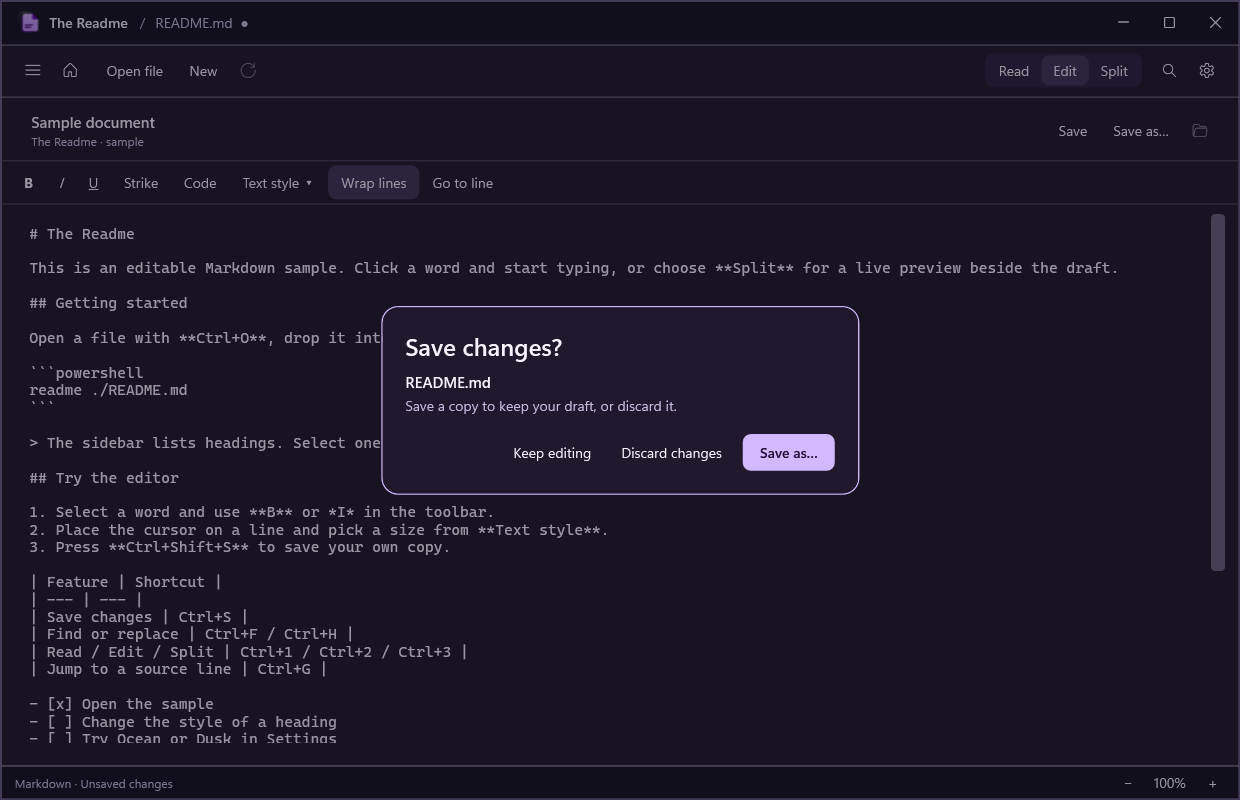 The Readme / README.md ●
Open file New Read Edit Split
Sample document
The Readme · sample
Save Save as...
B I U Strike Code Text style ▾ Wrap lines Go to line
# The Readme
This is an editable Markdown sample. Click a word and start typing, or choose **Split** for a live preview beside the draft.
## Getting started
Open a file with **Ctrl+O**, drop it int
```powershell
readme ./README.md
```
> The sidebar lists headings. Select one
## Try the editor
1. Select a word and use **B** or *I* in the toolbar.
2. Place the cursor on a line and pick a size from **Text style**.
3. Press **Ctrl+Shift+S** to save your own copy.
| Feature | Shortcut |
| --- | --- |
| Save changes | Ctrl+S |
| Find or replace | Ctrl+F / Ctrl+H |
| Read / Edit / Split | Ctrl+1 / Ctrl+2 / Ctrl+3 |
| Jump to a source line | Ctrl+G |
- [x] Open the sample
- [ ] Change the style of a heading
- [ ] Try Ocean or Dusk in Settings
Save changes?
README.md
Save a copy to keep your draft, or discard it.
Keep editing Discard changes Save as...
Markdown · Unsaved changes
− 100% +